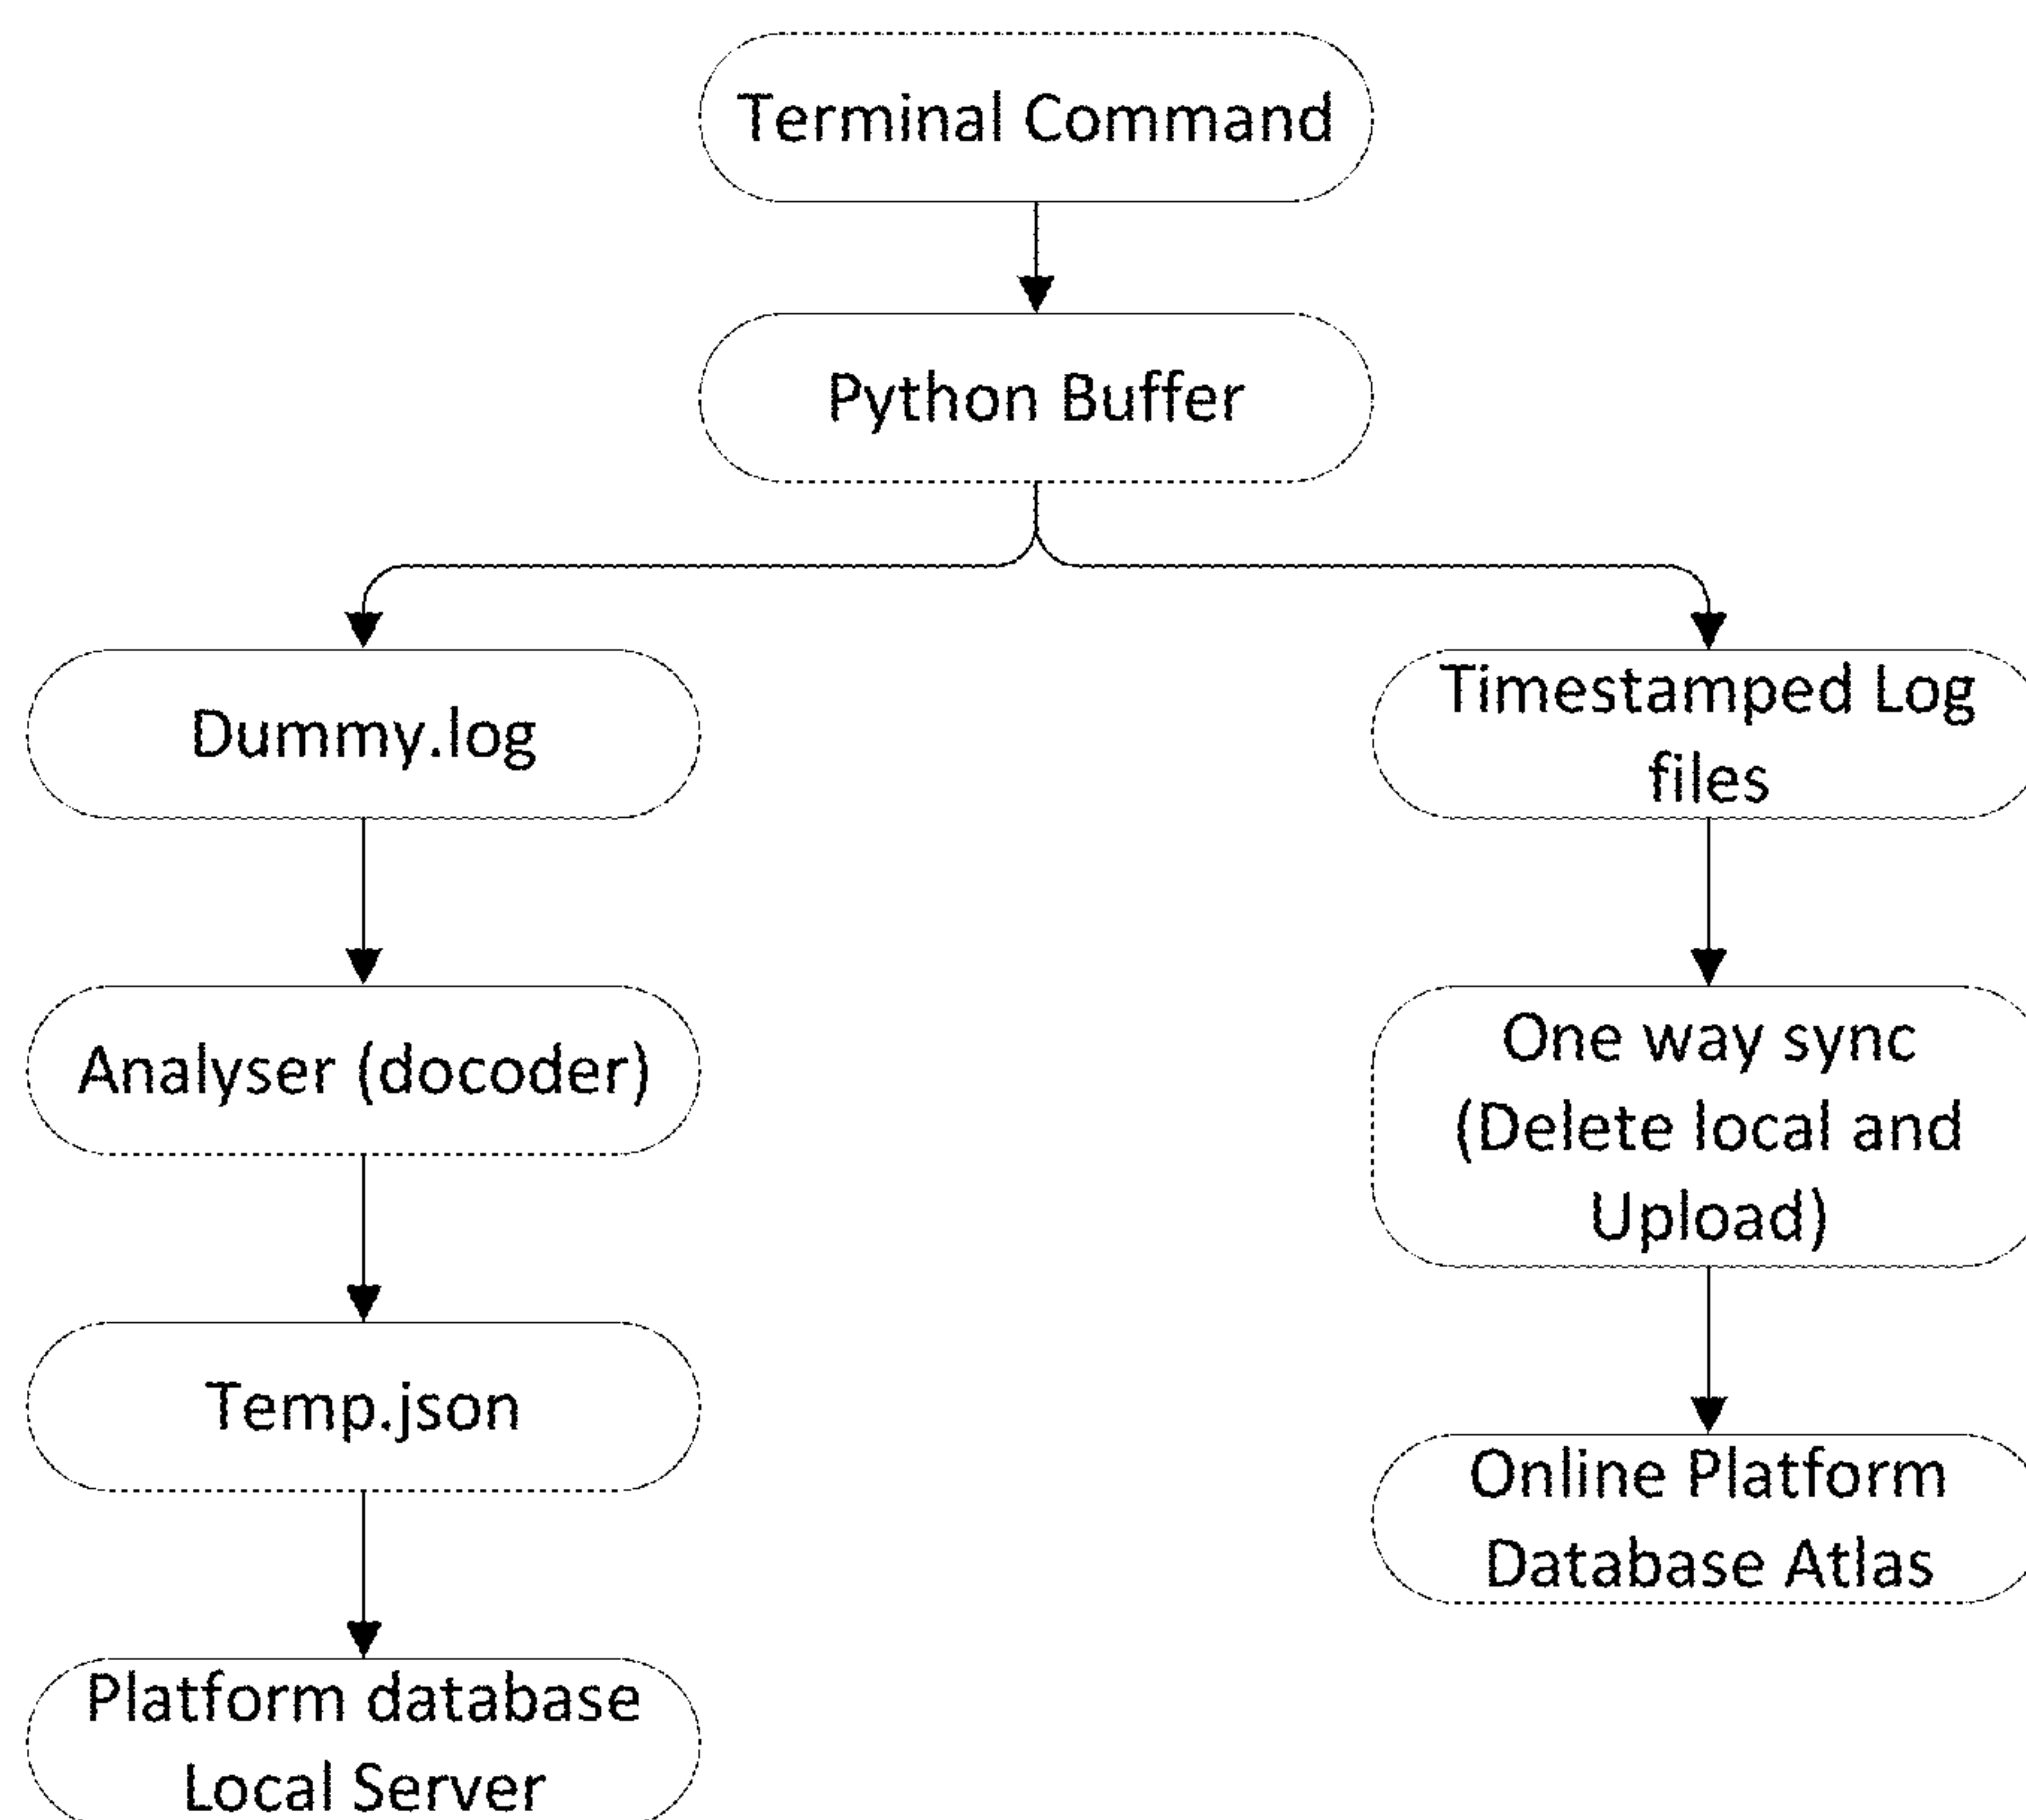 Terminal Command
Python Buffer
Dummy.log
Timestamped Log
files
Analyser (docoder)
One way sync
(Delete local and
Upload)
Temp.json
Online Platform
Database Atlas
Platform database
Local Server